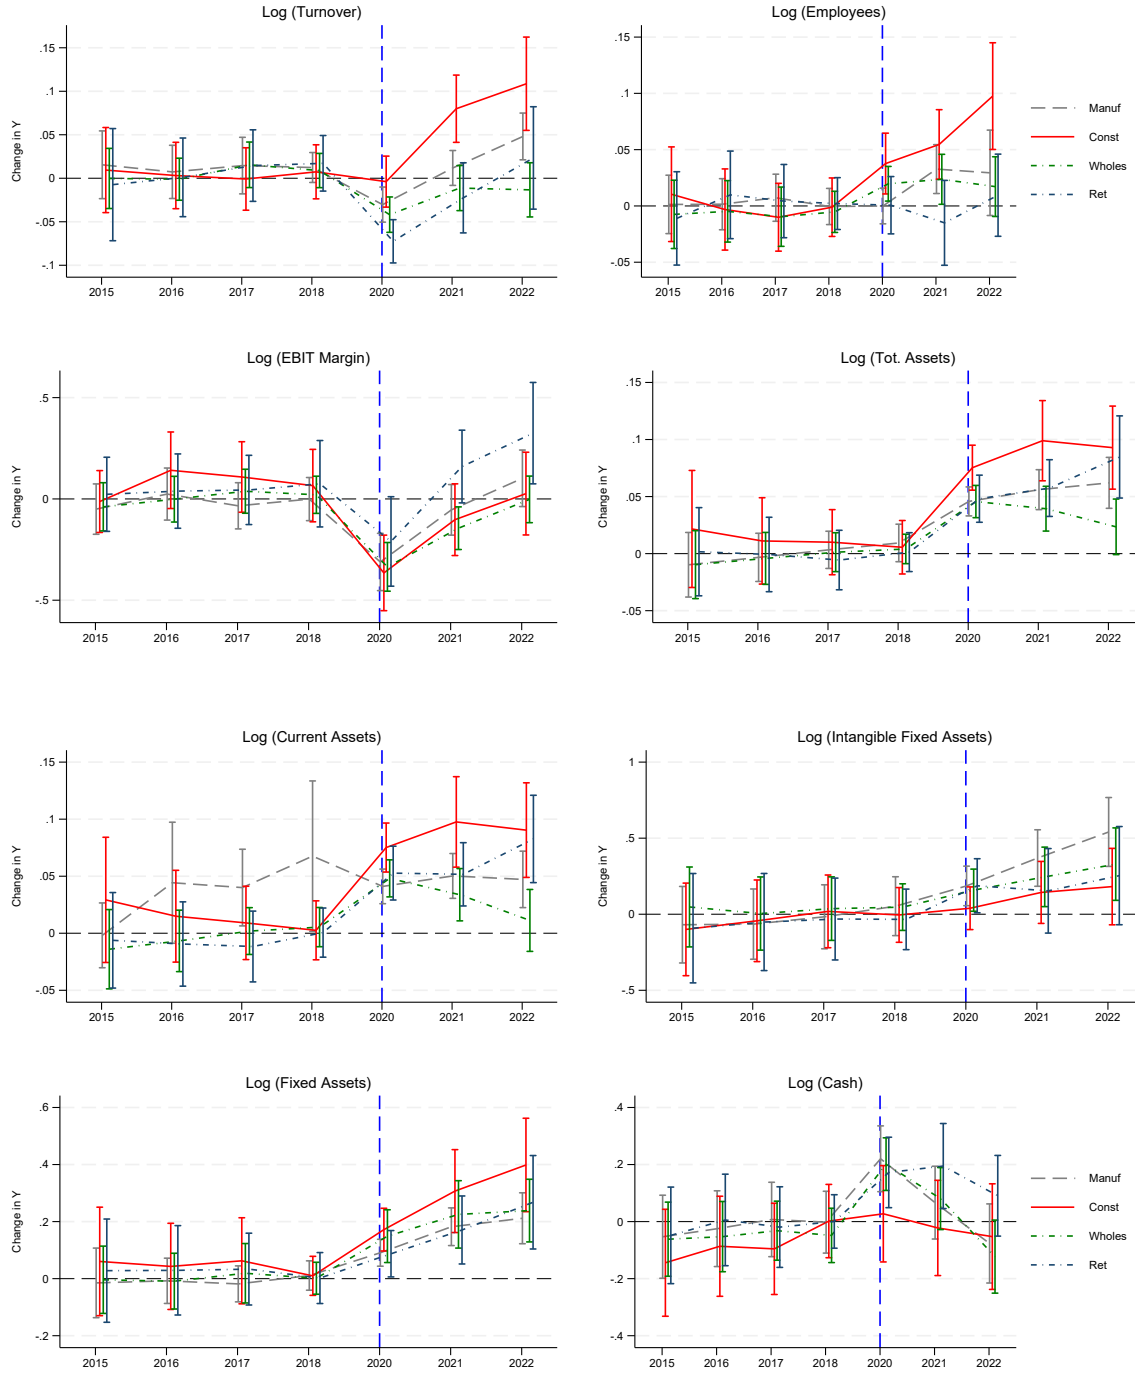 Log (Turnover)
Change in Y
.15
.1
.05
0
-.05
-.1
2015 2016 2017 2018 2020 2021 2022
Log (Employees)
.15
.1
.05
0
-.05
2015 2016 2017 2018 2020 2021 2022
Manuf
Const
Wholes
Ret
Log (EBIT Margin)
Change in Y
.5
0
-.5
2015 2016 2017 2018 2020 2021 2022
Log (Tot. Assets)
Change in Y
.15
.1
.05
0
-.05
2015 2016 2017 2018 2020 2021 2022
Log (Current Assets)
Change in Y
.15
.1
.05
0
-.05
2015 2016 2017 2018 2020 2021 2022
Log (Intangible Fixed Assets)
Change in Y
1
.5
0
-.5
2015 2016 2017 2018 2020 2021 2022
Log (Fixed Assets)
Change in Y
.6
.4
.2
0
-.2
2015 2016 2017 2018 2020 2021 2022
Log (Cash)
Change in Y
.4
.2
0
-.2
-.4
2015 2016 2017 2018 2020 2021 2022
Manuf
Const
Wholes
Ret